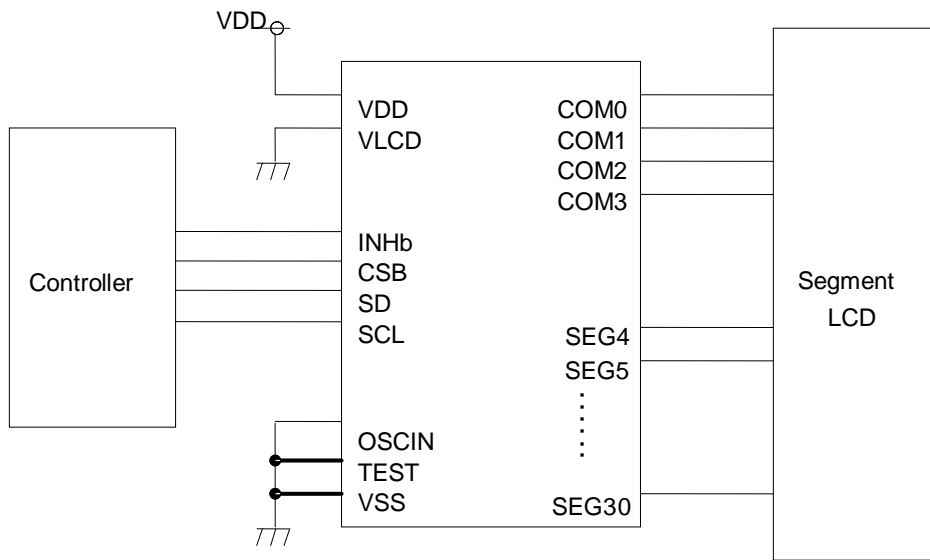 VDD
VDD
VLCD
INHb
CSB
SD
SCL
OSCIN
TEST
VSS
COM0
COM1
COM2
COM3
SEG4
SEG5
SEG30
Controller
Segment
LCD